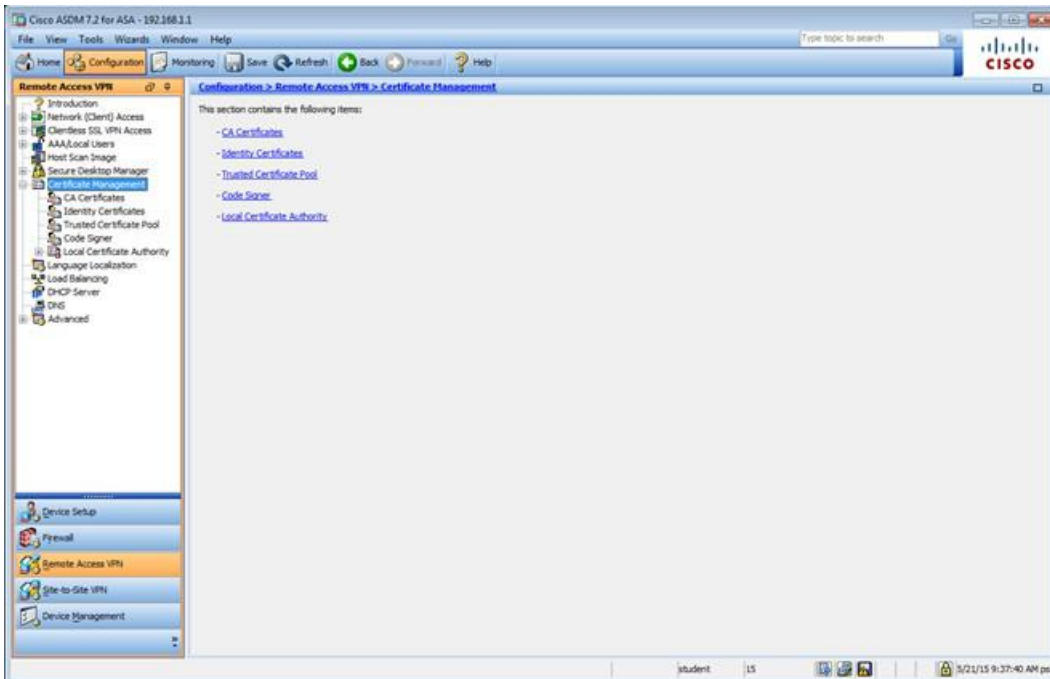 Cisco ASDM 7.2 for ASA - 192.168.1.1
File View Tools Wizards Window Help
Type topic to search Go
Home Configuration Monitoring Save Refresh Back Forward Help
CISCO
Remote Access VPN
Introduction
Network (Client) Access
Clientless SSL VPN Access
AAA/Local Users
Host Scan Image
Secure Desktop Manager
Certificate Management
CA Certificates
Identity Certificates
Trusted Certificate Pool
Code Signer
Local Certificate Authority
Language Localization
Load Balancing
DHCP Server
DNS
Advanced
Device Setup
Firewall
Remote Access VPN
Site-to-Site VPN
Device Management
Configuration > Remote Access VPN > Certificate Management
This section contains the following items:
- CA Certificates
- Identity Certificates
- Trusted Certificate Pool
- Code Signer
- Local Certificate Authority
student 15 5/21/15 9:37:40 AM